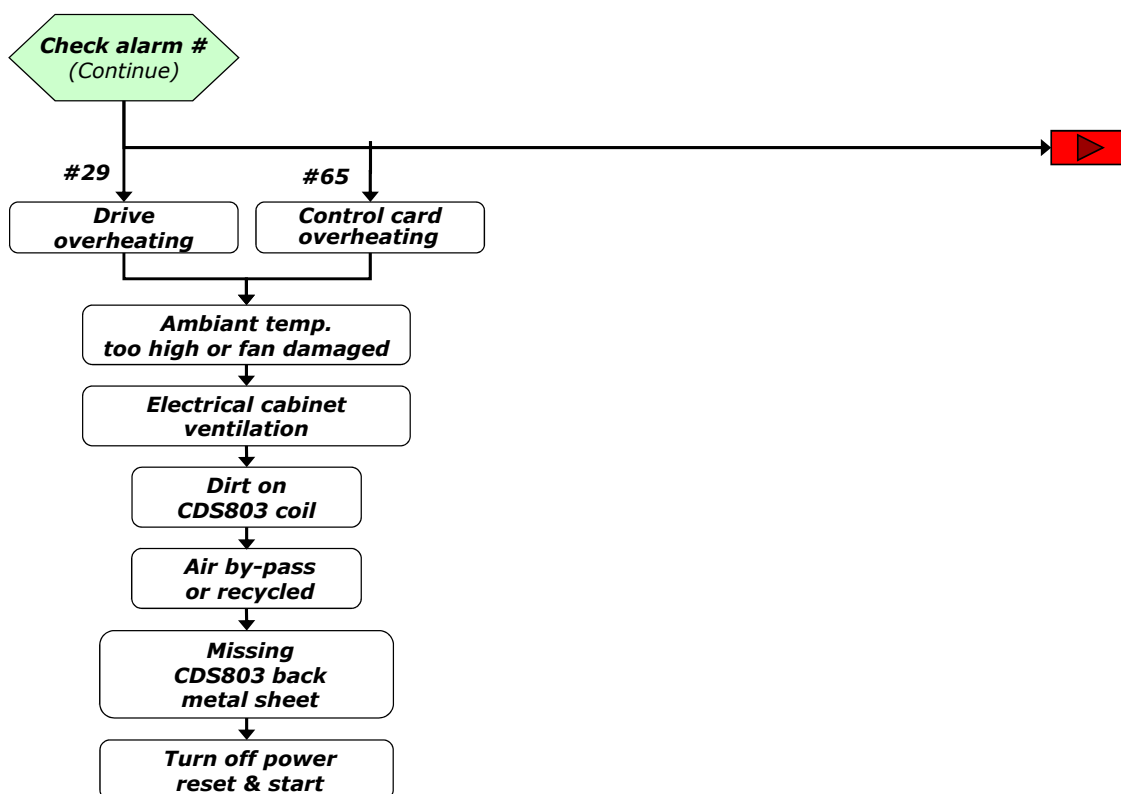 Check alarm #
(Continue)
#29
#65
Drive
overheating
Control card
overheating
Ambiant temp.
too high or fan damaged
Electrical cabinet
ventilation
Dirt on
CDS803 coil
Air by-pass
or recycled
Missing
CDS803 back
metal sheet
Turn off power
reset & start